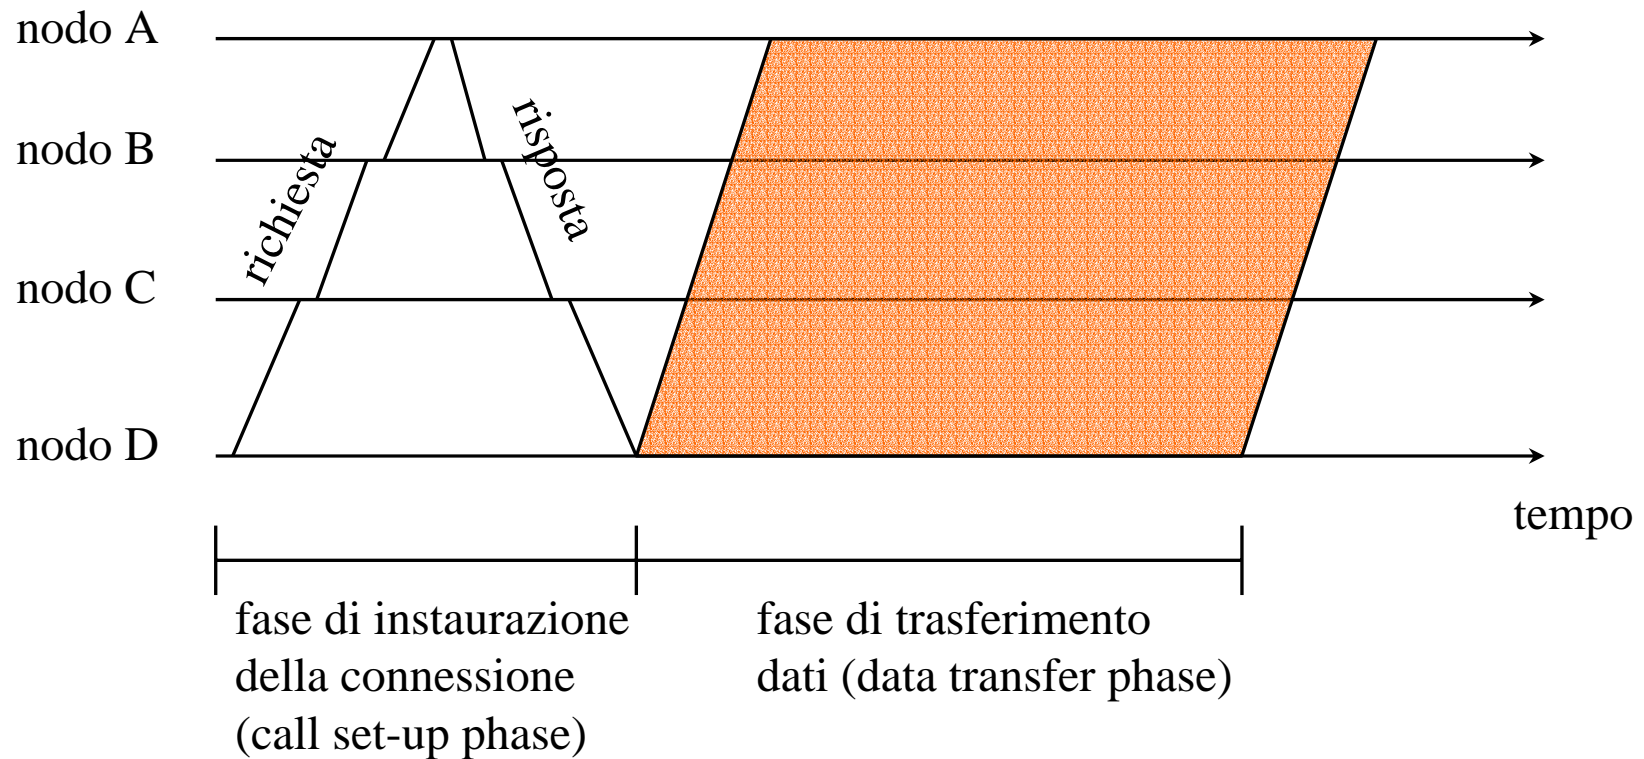 nodo A
nodo B
nodo C
nodo D
richiesta
risposta
tempo
fase di instaurazione
della connessione
(call set-up phase)
fase di trasferimento
dati (data transfer phase)